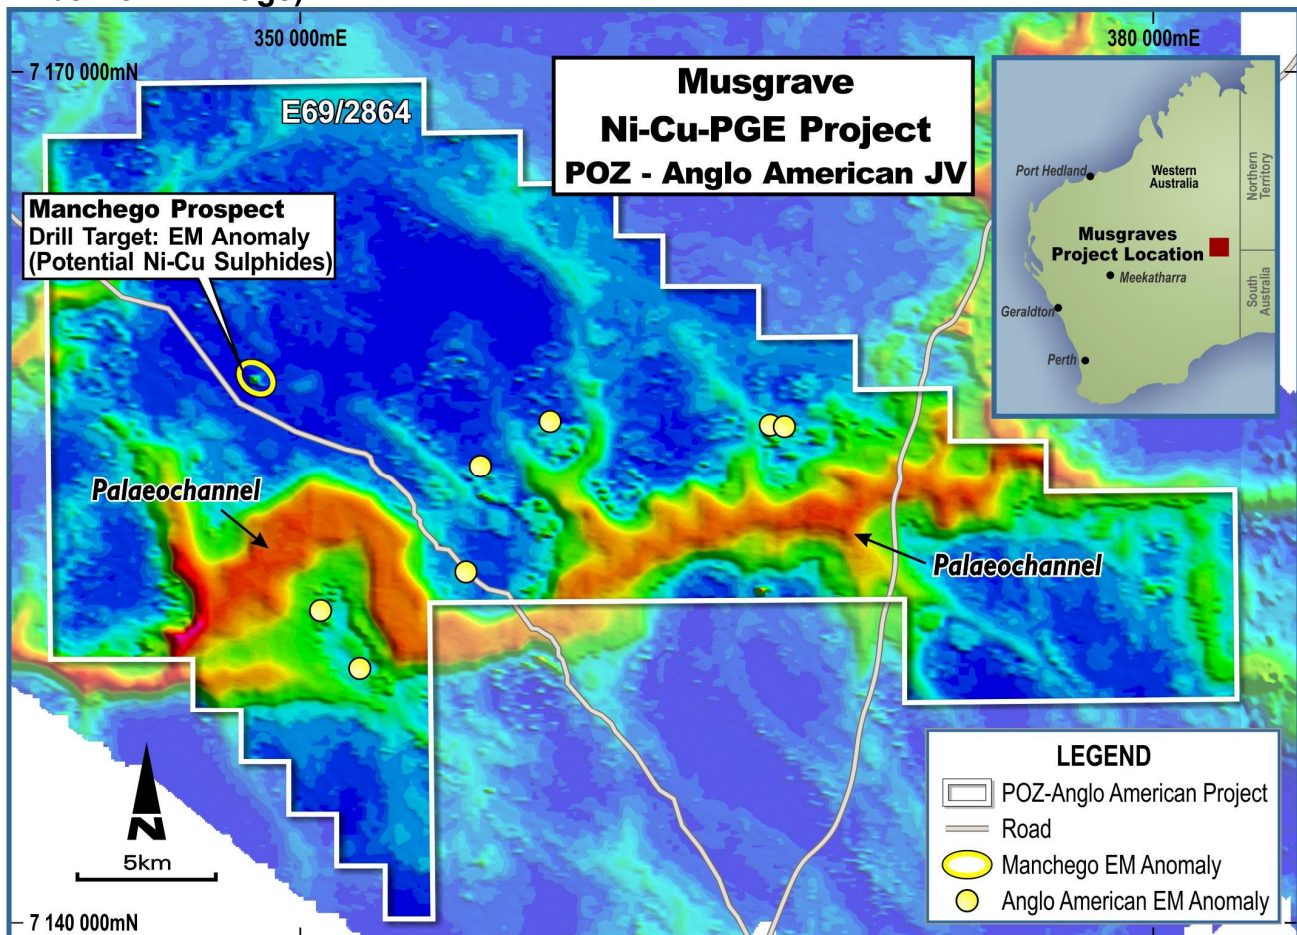 350 000mE
380 000mE
7 170 000mN
E69/2864
Musgrave
Ni-Cu-PGE Project
POZ - Anglo American JV
Manchego Prospect
Drill Target: EM Anomaly
(Potential Ni-Cu Sulphides)
Port Hedland
Western
Australia
Northern
Territory
Musgraves
Project Location
Meekatharra
Geraldton
South
Australia
Perth
Palaeochannel
Palaeochannel
N
5km
7 140 000mN
LEGEND
POZ-Anglo American Project
Road
Manchego EM Anomaly
Anglo American EM Anomaly